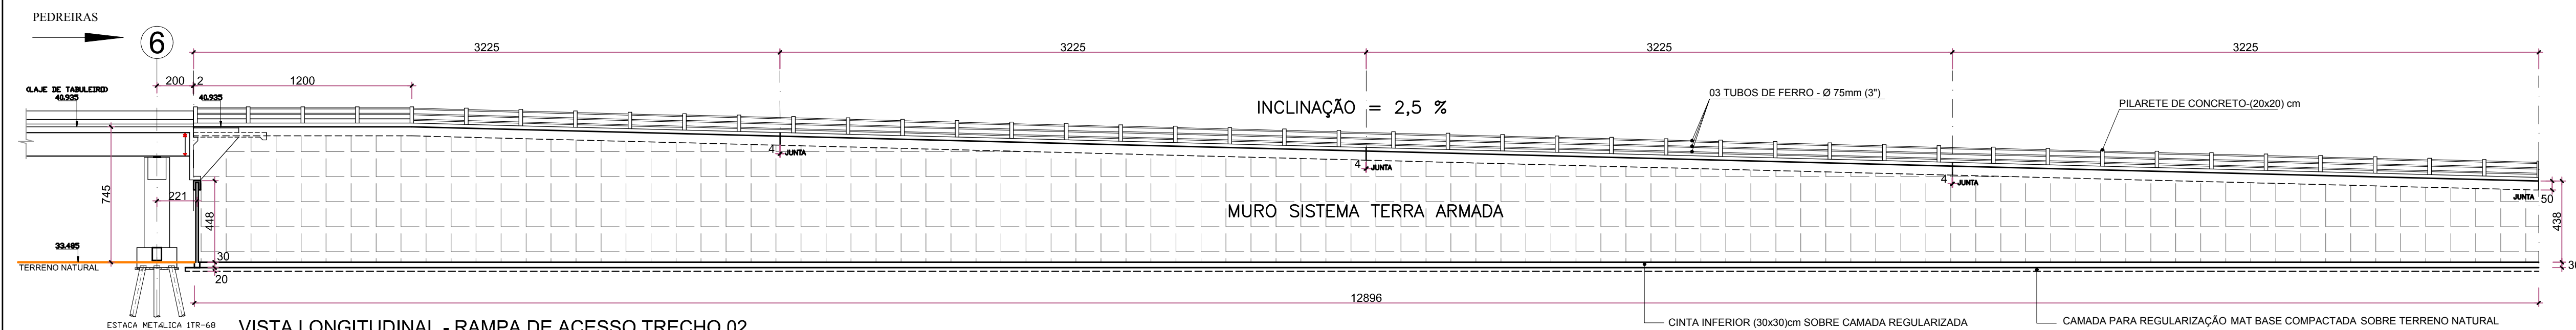 PEDREIRAS
6
3225
3225
3225
3225
200
2
1200
(LAJE DE TABULEIRO)
40.935
40.935
INCLINAÇÃO = 2,5 %
03 TUBOS DE FERRO - Ø 75mm (3")
PILARETE DE CONCRETO-(20x20) cm
4
JUNTA
4
JUNTA
4
JUNTA
JUNTA
50
745
221
448
438
MURO SISTEMA TERRA ARMADA
33.485
TERRENO NATURAL
30
20
30
12896
ESTACA METÁLICA 1TR-68
VISTA LONGITUDINAL - RAMPA DE ACESSO TRECHO 02
CINTA INFERIOR (30x30)cm SOBRE CAMADA REGULARIZADA
CAMADA PARA REGULARIZAÇÃO MAT BASE COMPACTADA SOBRE TERRENO NATURAL